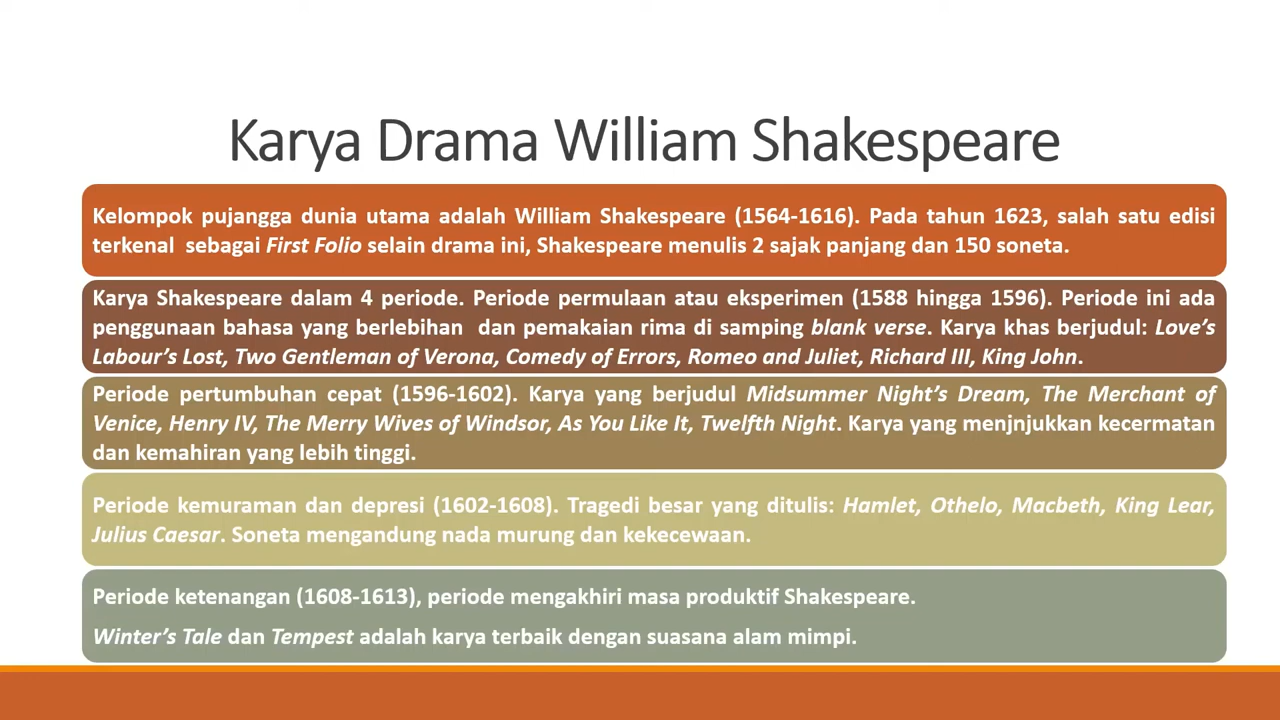 Karya Drama William Shakespeare
Kelompok pujangga dunia utama adalah William Shakespeare (1564-1616). Pada tahun 1623, salah satu edisi
terkenal sebagai First Folio selain drama ini, Shakespeare menulis 2 sajak panjang dan 150 soneta.
Karya Shakespeare dalam 4 periode. Periode permulaan atau eksperimen (1588 hingga 1596). Periode ini ada
penggunaan bahasa yang berlebihan dan pemakaian rima di samping blank verse. Karya khas berjudul: Love’s
Labour’s Lost, Two Gentleman of Verona, Comedy of Errors, Romeo and Juliet, Richard III, King John.
Periode pertumbuhan cepat (1596-1602). Karya yang berjudul Midsummer Night’s Dream, The Merchant of
Venice, Henry IV, The Merry Wives of Windsor, As You Like It, Twelfth Night. Karya yang menjnjukkan kecermatan
dan kemahiran yang lebih tinggi.
Periode kemuraman dan depresi (1602-1608). Tragedi besar yang ditulis: Hamlet, Othelo, Macbeth, King Lear,
Julius Caesar. Soneta mengandung nada murung dan kekecewaan.
Periode ketenangan (1608-1613), periode mengakhiri masa produktif Shakespeare.
Winter’s Tale dan Tempest adalah karya terbaik dengan suasana alam mimpi.